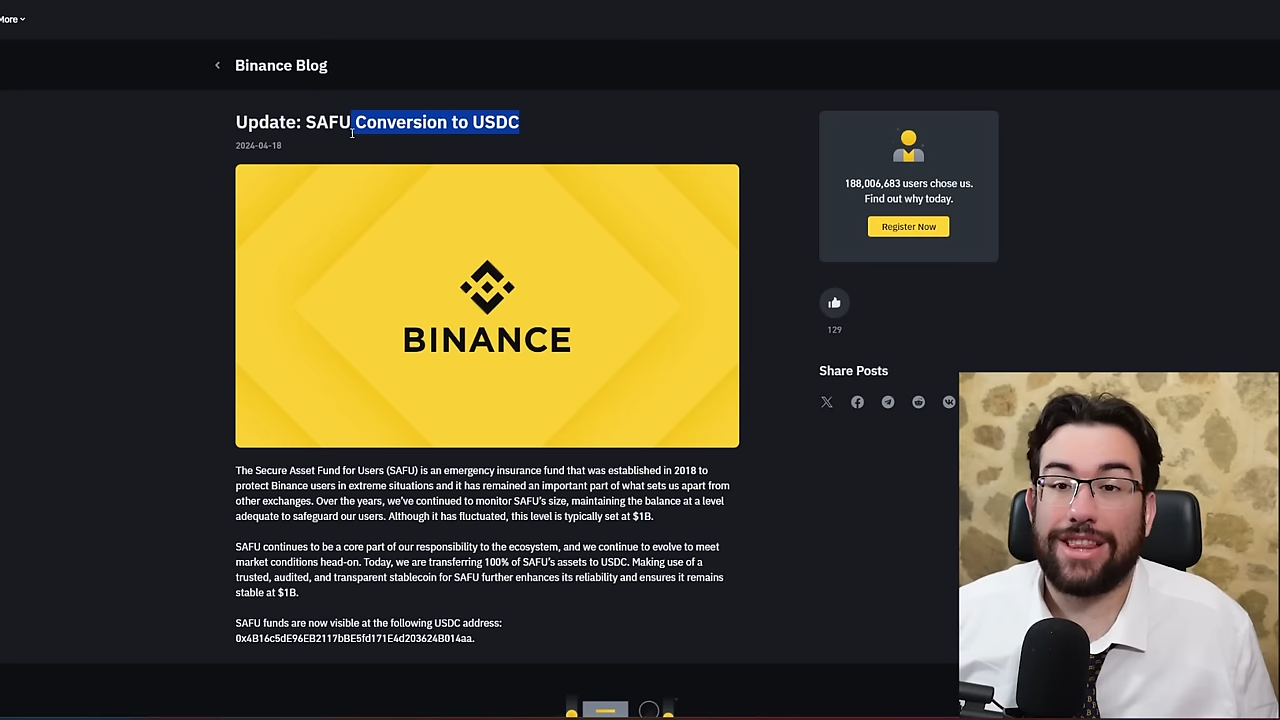 More
Binance Blog
Update: SAFU Conversion to USDC
2024-04-18
BINANCE
The Secure Asset Fund for Users (SAFU) is an emergency insurance fund that was established in 2018 to
protect Binance users in extreme situations and it has remained an important part of what sets us apart from
other exchanges. Over the years, we've continued to monitor SAFU's size, maintaining the balance at a level
adequate to safeguard our users. Although it has fluctuated, this level is typically set at $1B.
SAFU continues to be a core part of our responsibility to the ecosystem, and we continue to evolve to meet
market conditions head-on. Today, we are transferring 100% of SAFU's assets to USDC. Making use of a
trusted, audited, and transparent stablecoin for SAFU further enhances its reliability and ensures it remains
stable at $1B.
SAFU funds are now visible at the following USDC address:
0x4B16c5dE96EB2117bBE5fd171E4d203624B014aa.
188,006,683 users chose us.
Find out why today.
Register Now
129
Share Posts